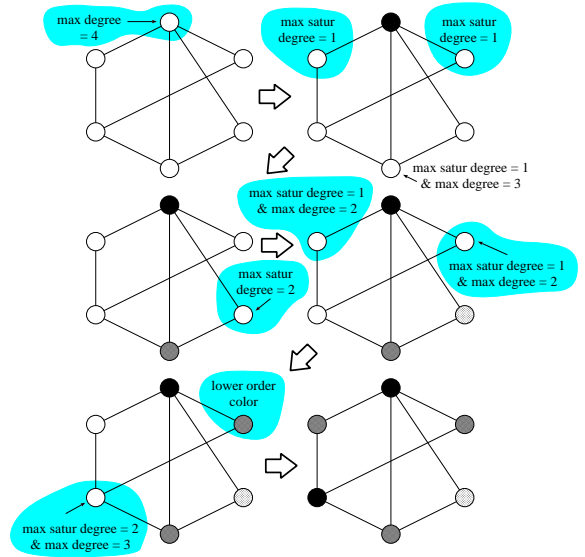 max degree
= 4
max satur
degree = 1
max satur
degree = 1
max satur degree = 1
& max degree = 3
max satur degree = 1
& max degree = 2
max satur
degree = 2
max satur degree = 1
& max degree = 2
lower order
color
max satur degree = 2
& max degree = 3